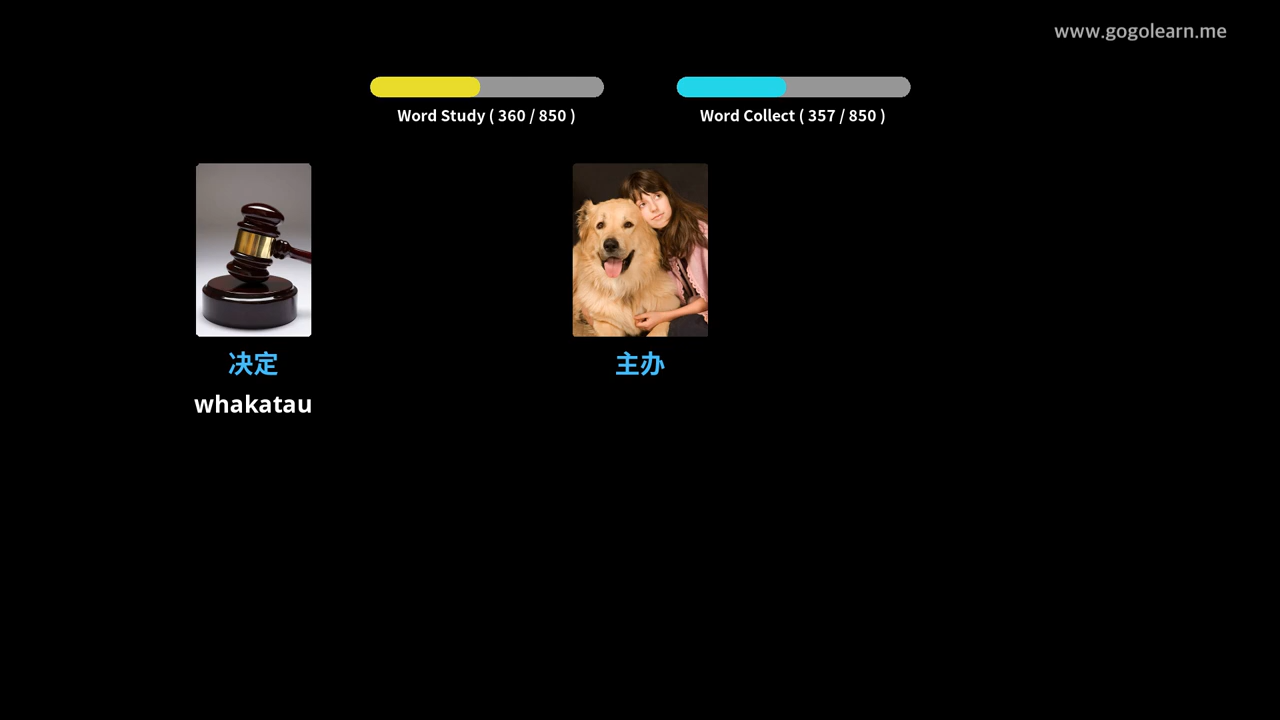 www.gogolearn.me
Word Study ( 360 / 850 )
Word Collect ( 357 / 850 )
决定
主办
whakatau